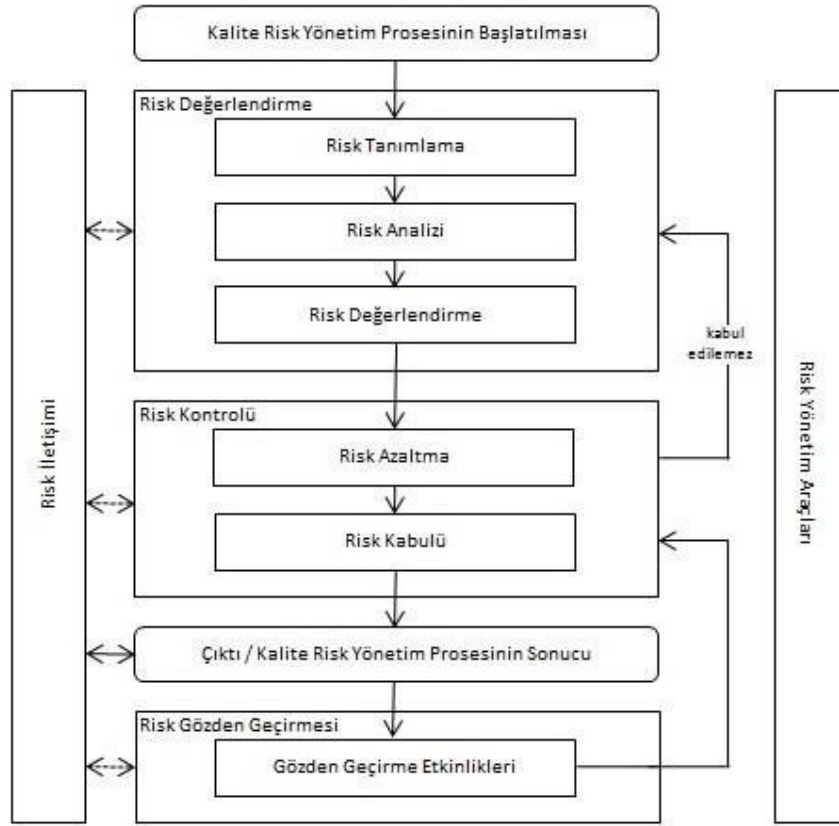 Kalite Risk Yönetim Prosesinin Başlatılması
Risk Değerlendirme
Risk Tanımlama
Risk Analizi
Risk Değerlendirme
kabul
edilemez
Risk Kontrolü
Risk Azaltma
Risk Kabulü
Çıktı / Kalite Risk Yönetim Prosesinin Sonucu
Risk Gözden Geçirmesi
Gözden Geçirme Etkinlikleri
Risk İletişimi
Risk Yönetim Araçları